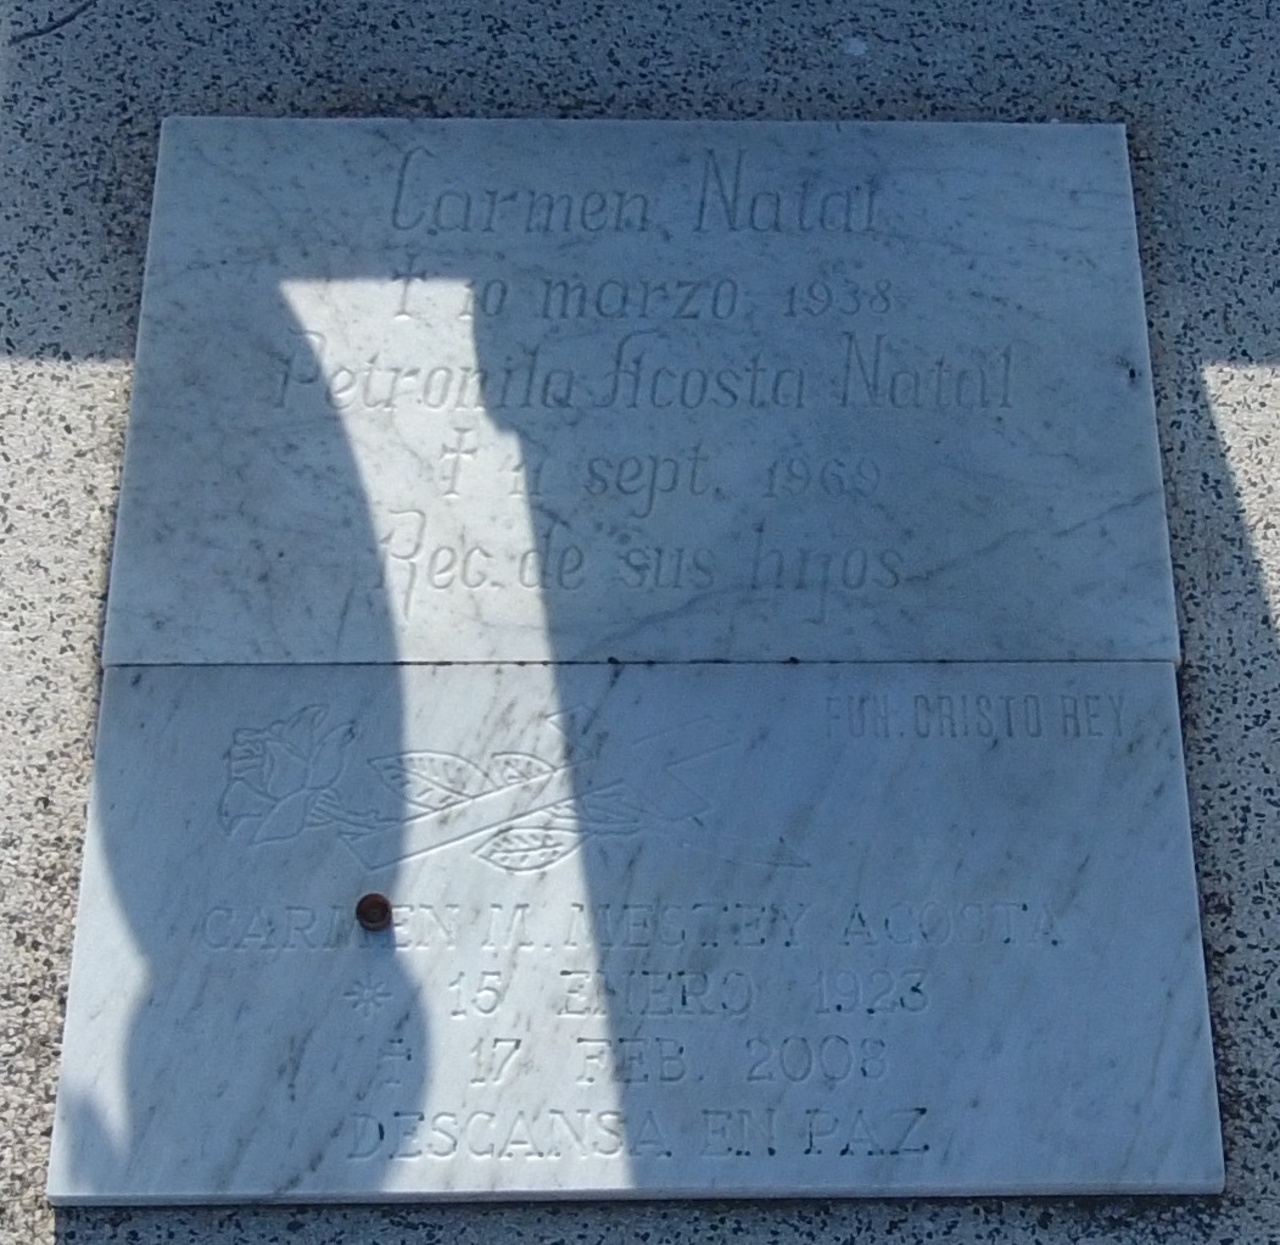 Carmen Natal
† 10 marzo 1938
Petronila Acosta Natal
† 11 sept. 1969
Rec. de sus hijos
FUN. CRISTO REY
CARMEN M. MESTEY ACOSTA
* 15 ENERO 1923
† 17 FEB. 2008
DESCANSA EN PAZ